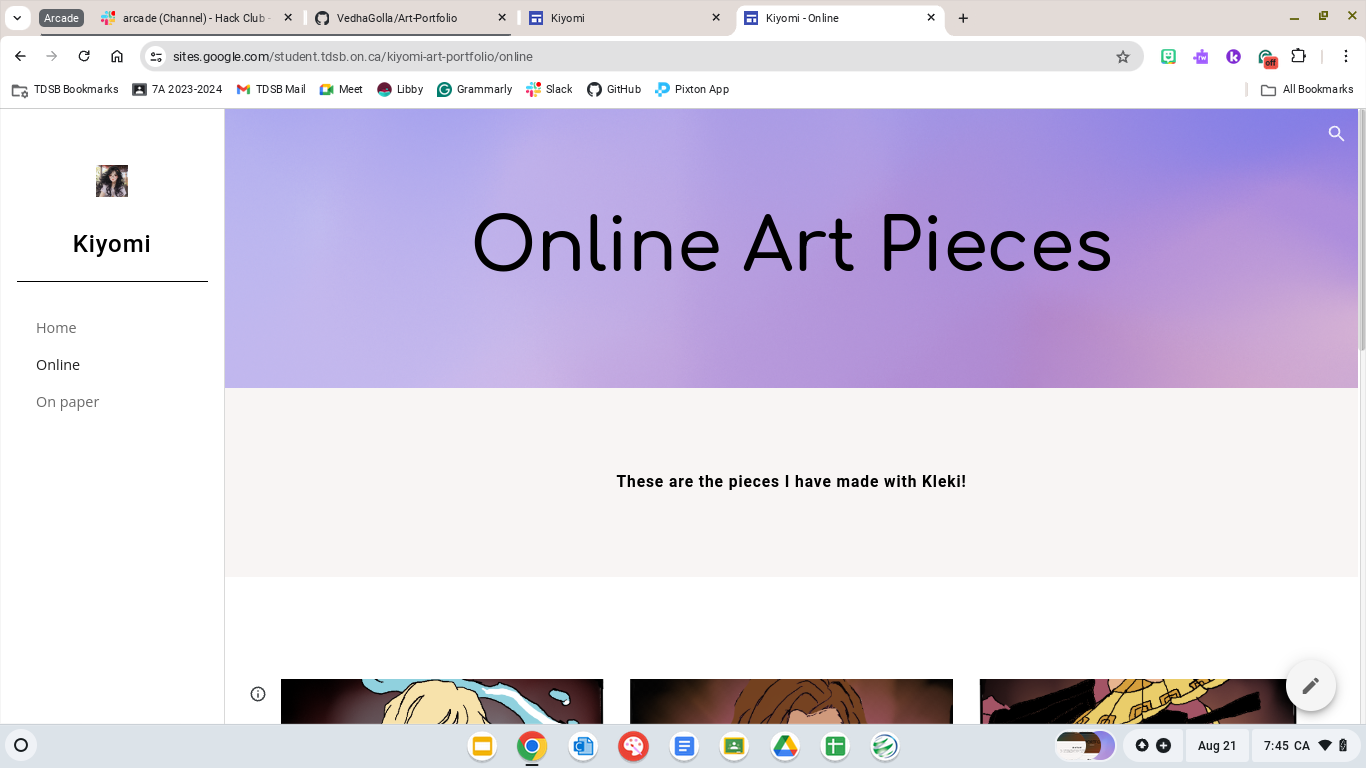 Arcade
arcade (Channel) - Hack Club -
VedhaGolla/Art-Portfolio
Kiyomi
Kiyomi - Online
sites.google.com/student.tdsb.on.ca/kiyomi-art-portfolio/online
off
TDSB Bookmarks
7A 2023-2024
TDSB Mail
Meet
Libby
Grammarly
Slack
GitHub
Pixton App
All Bookmarks
Kiyomi
Home
Online
On paper
Online Art Pieces
These are the pieces I have made with Kleki!
Aug 21
7:45 CA